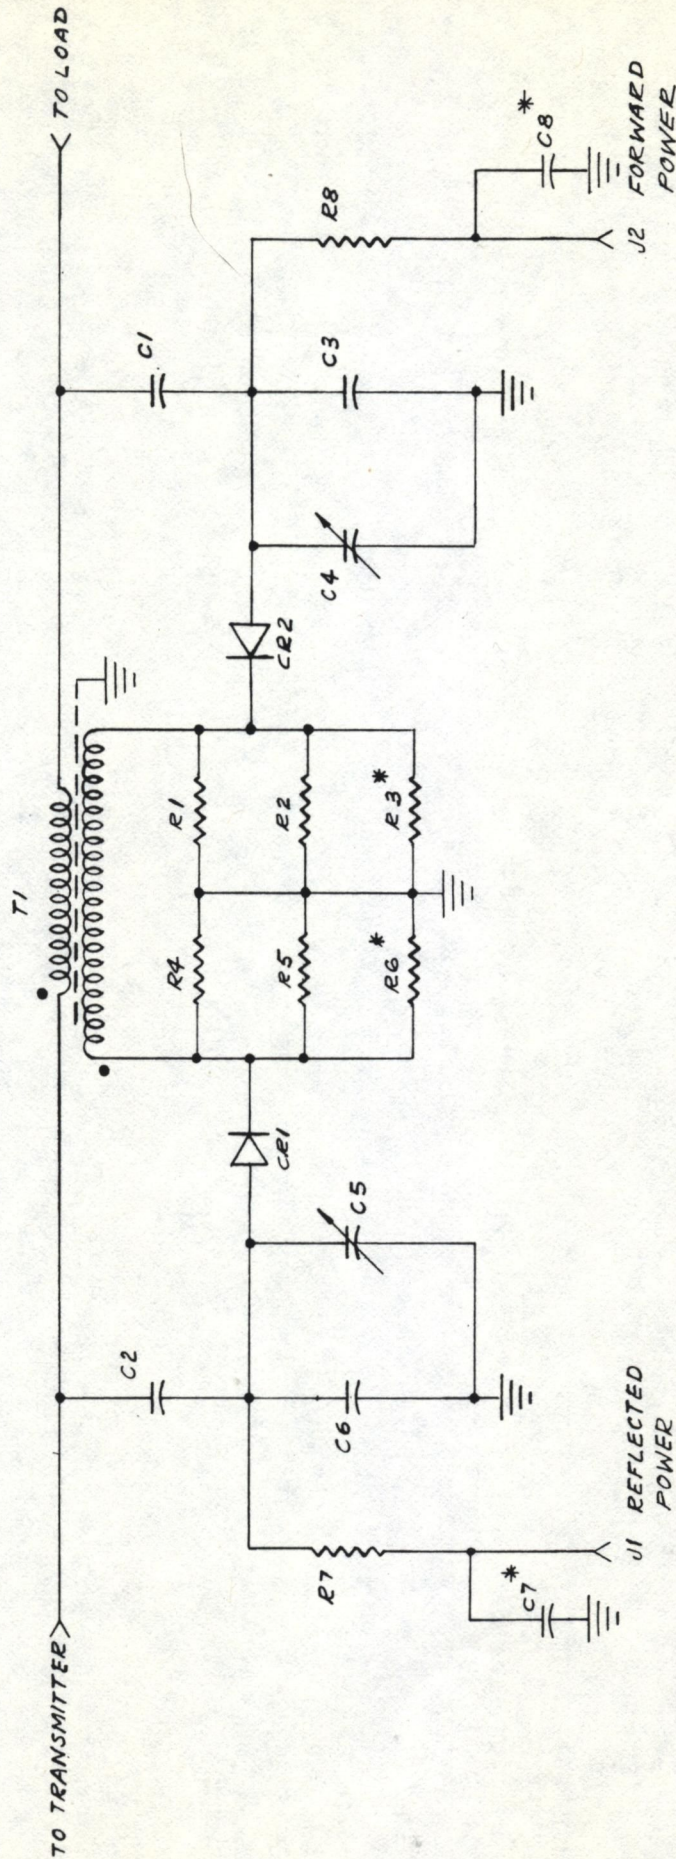 TO TRANSMITTER
TO LOAD
T1
C2
C1
R4
R1
R5
R2
R6*
R3*
CR1
CR2
C5
C4
C6
C3
R7
R8
C7*
C8*
J1 REFLECTED
POWER
J2 FORWARD
POWER